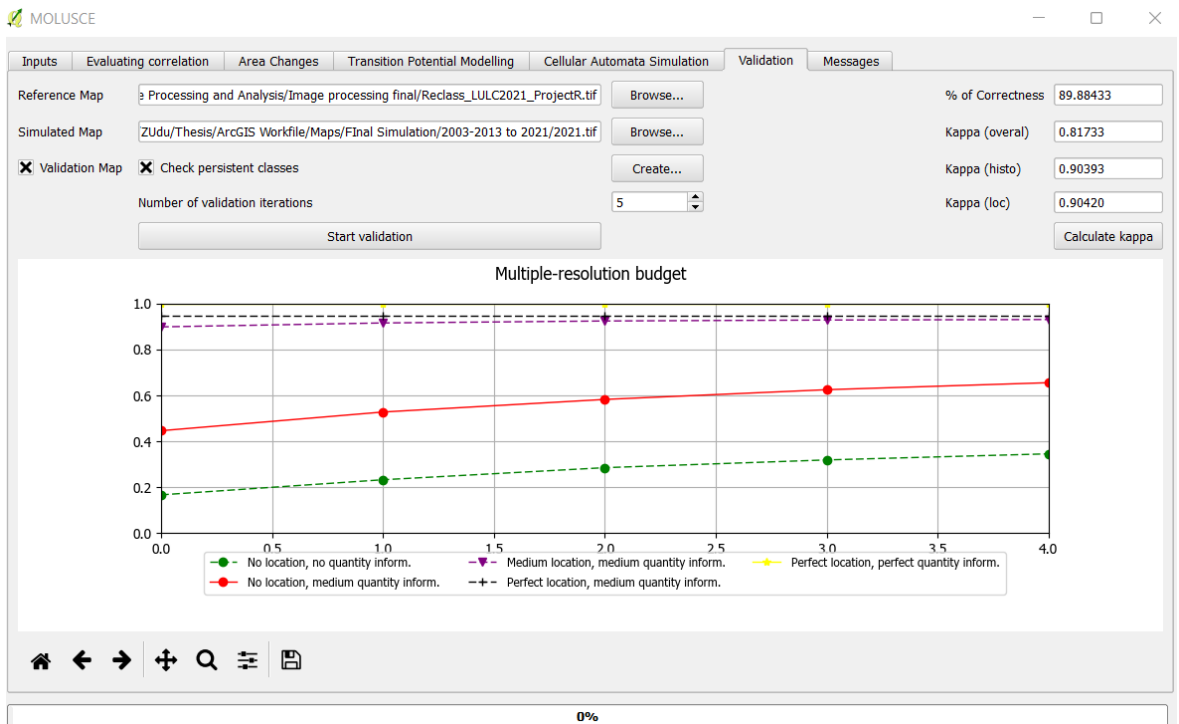 MOLUSCE
Inputs Evaluating correlation Area Changes Transition Potential Modelling Cellular Automata Simulation Validation Messages
Reference Map e Processing and Analysis/Image processing final/Reclass_LULC2021_ProjectR.tif Browse... % of Correctness 89.88433
Simulated Map ZUdu/Thesis/ArcGIS Workfile/Maps/FInal Simulation/2003-2013 to 2021/2021.tif Browse... Kappa (overal) 0.81733
Validation Map Check persistent classes Create... Kappa (histo) 0.90393
Number of validation iterations 5 Kappa (loc) 0.90420
Start validation Calculate kappa
Multiple-resolution budget
1.0
0.8
0.6
0.4
0.2
0.0
0.0 0.5 1.0 1.5 2.0 2.5 3.0 3.5 4.0
No location, no quantity inform. Medium location, medium quantity inform. Perfect location, perfect quantity inform.
No location, medium quantity inform. Perfect location, medium quantity inform.
0%